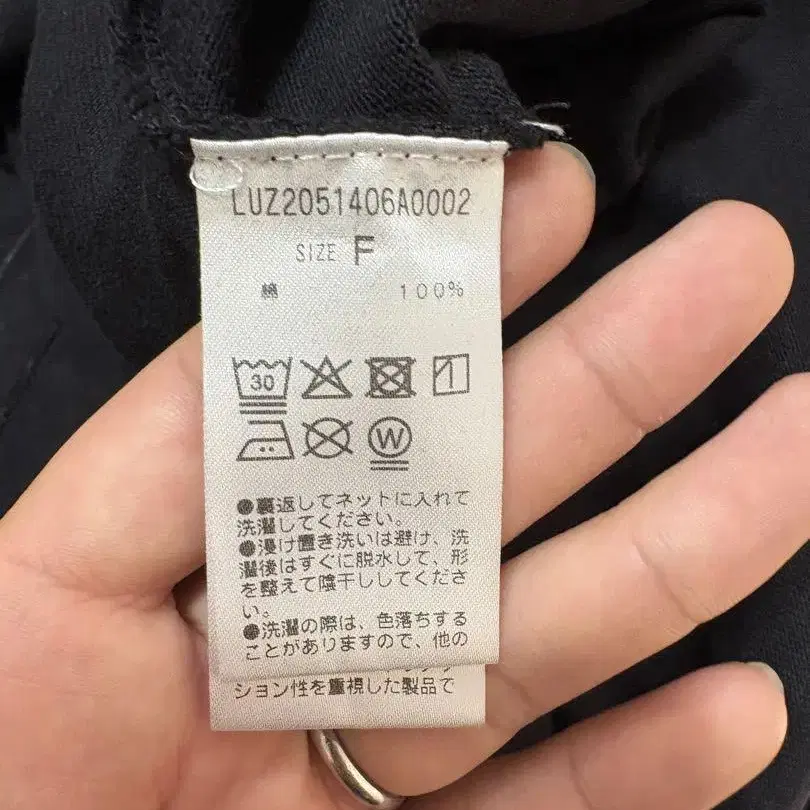 LUZ2051406A0002
SIZE F
綿 100%
30
W
●裏返してネットに入れて
洗濯してください。
●浸け置き洗いは避け、洗
濯後はすぐに脱水して、形
を整えて陰干ししてくださ
い。
●洗濯の際は、色落ちする
ことがありますので、他の
ション性を重視した製品で